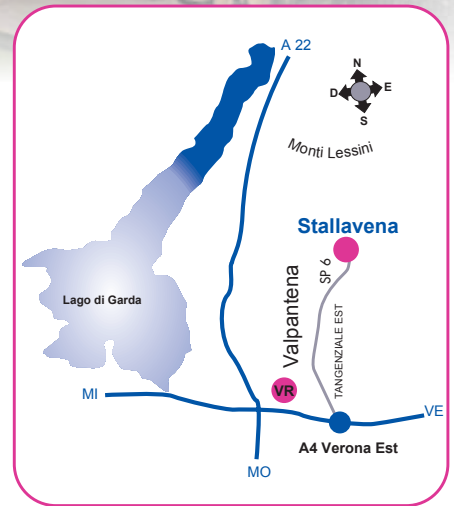 A 22
N
D
E
S
Monti Lessini
Stallavena
SP 6
Valpantena
TANGENZIALE EST
Lago di Garda
VR
MI
VE
A4 Verona Est
MO